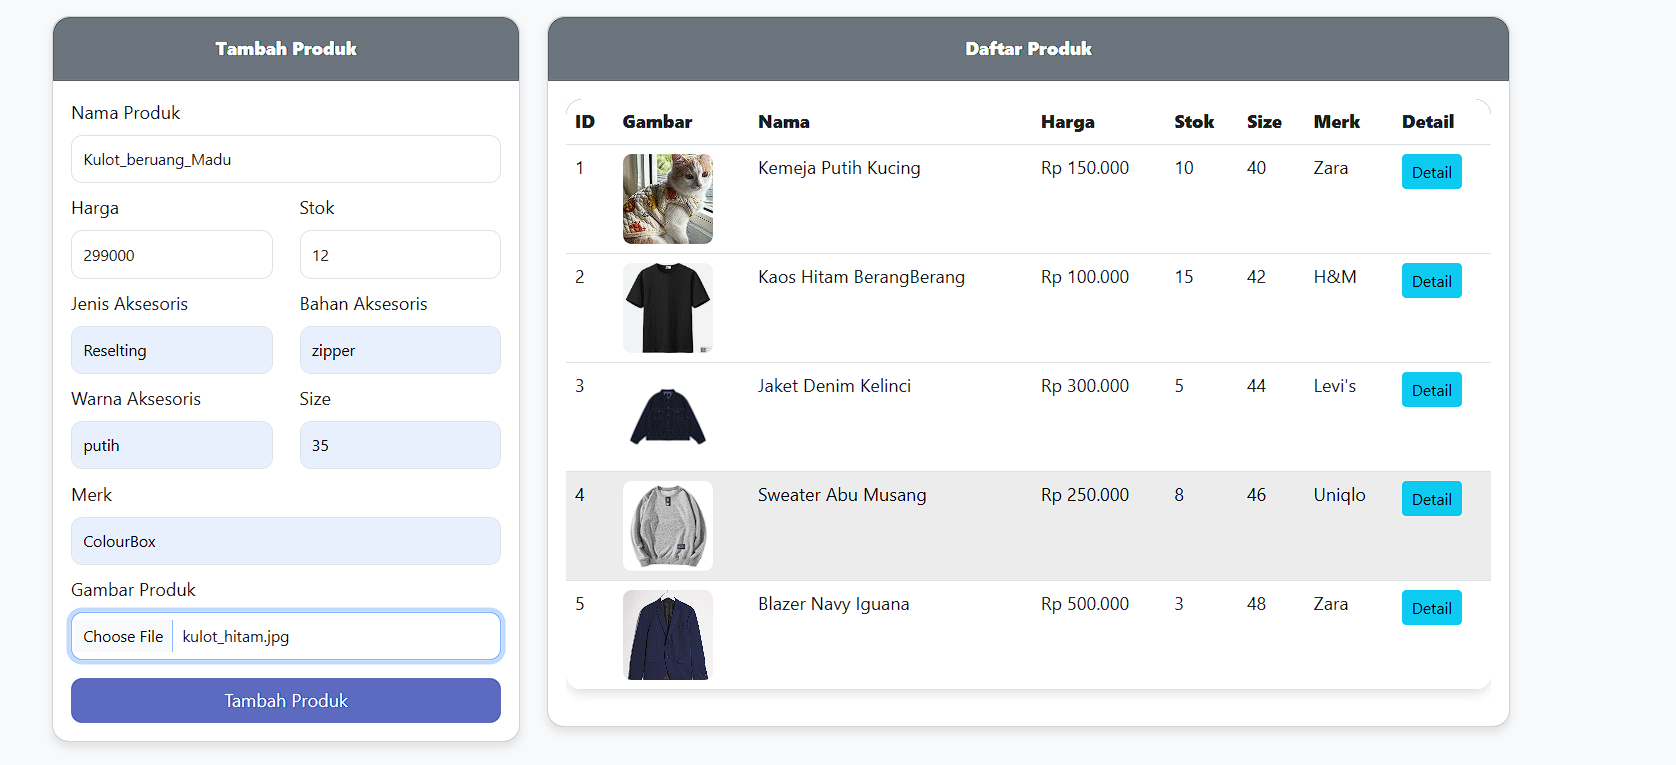 Tambah Produk
Nama Produk
Kulot_beruang_Madu
Harga Stok
299000 12
Jenis Aksesoris Bahan Aksesoris
Reselting zipper
Warna Aksesoris Size
putih 35
Merk
ColourBox
Gambar Produk
Choose File kulot_hitam.jpg
Tambah Produk
Daftar Produk
ID Gambar Nama Harga Stok Size Merk Detail
1 Kemeja Putih Kucing Rp 150.000 10 40 Zara Detail
2 Kaos Hitam BerangBerang Rp 100.000 15 42 H&M Detail
3 Jaket Denim Kelinci Rp 300.000 5 44 Levi's Detail
4 Sweater Abu Musang Rp 250.000 8 46 Uniqlo Detail
5 Blazer Navy Iguana Rp 500.000 3 48 Zara Detail